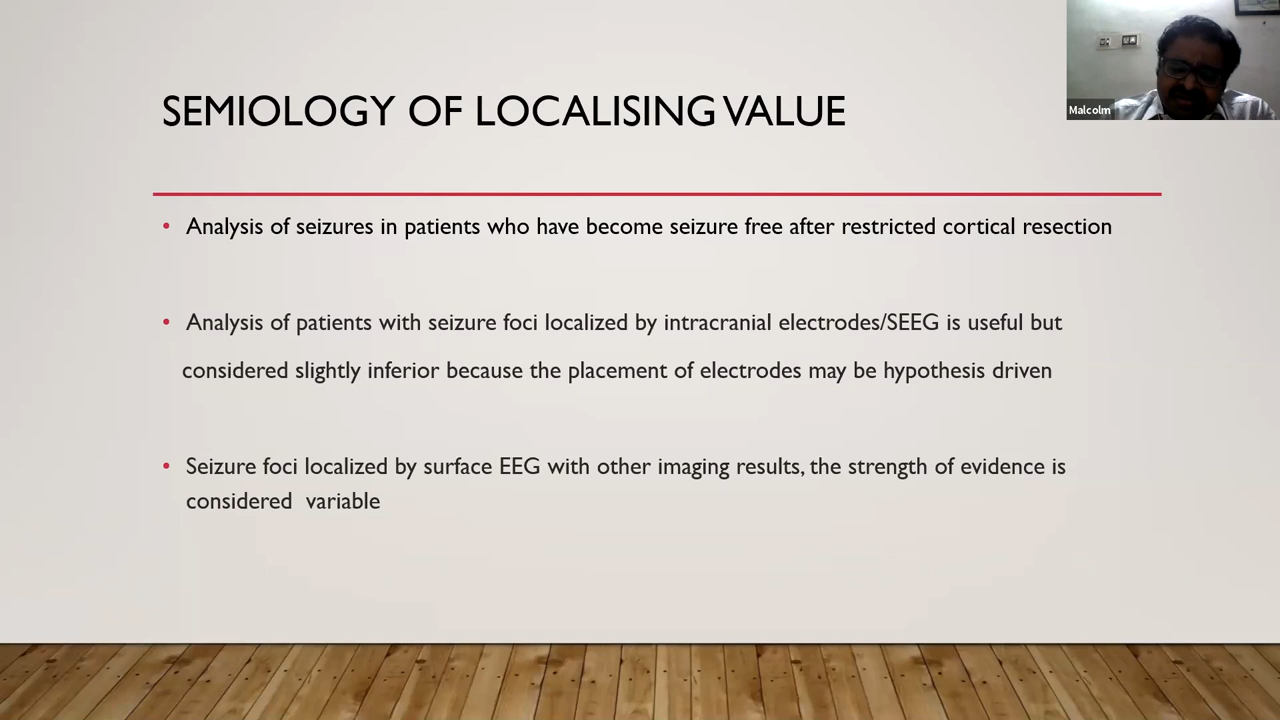 SEMIOLOGY OF LOCALISING VALUE
Malcolm
• Analysis of seizures in patients who have become seizure free after restricted cortical resection
• Analysis of patients with seizure foci localized by intracranial electrodes/SEEG is useful but
considered slightly inferior because the placement of electrodes may be hypothesis driven
• Seizure foci localized by surface EEG with other imaging results, the strength of evidence is
considered  variable